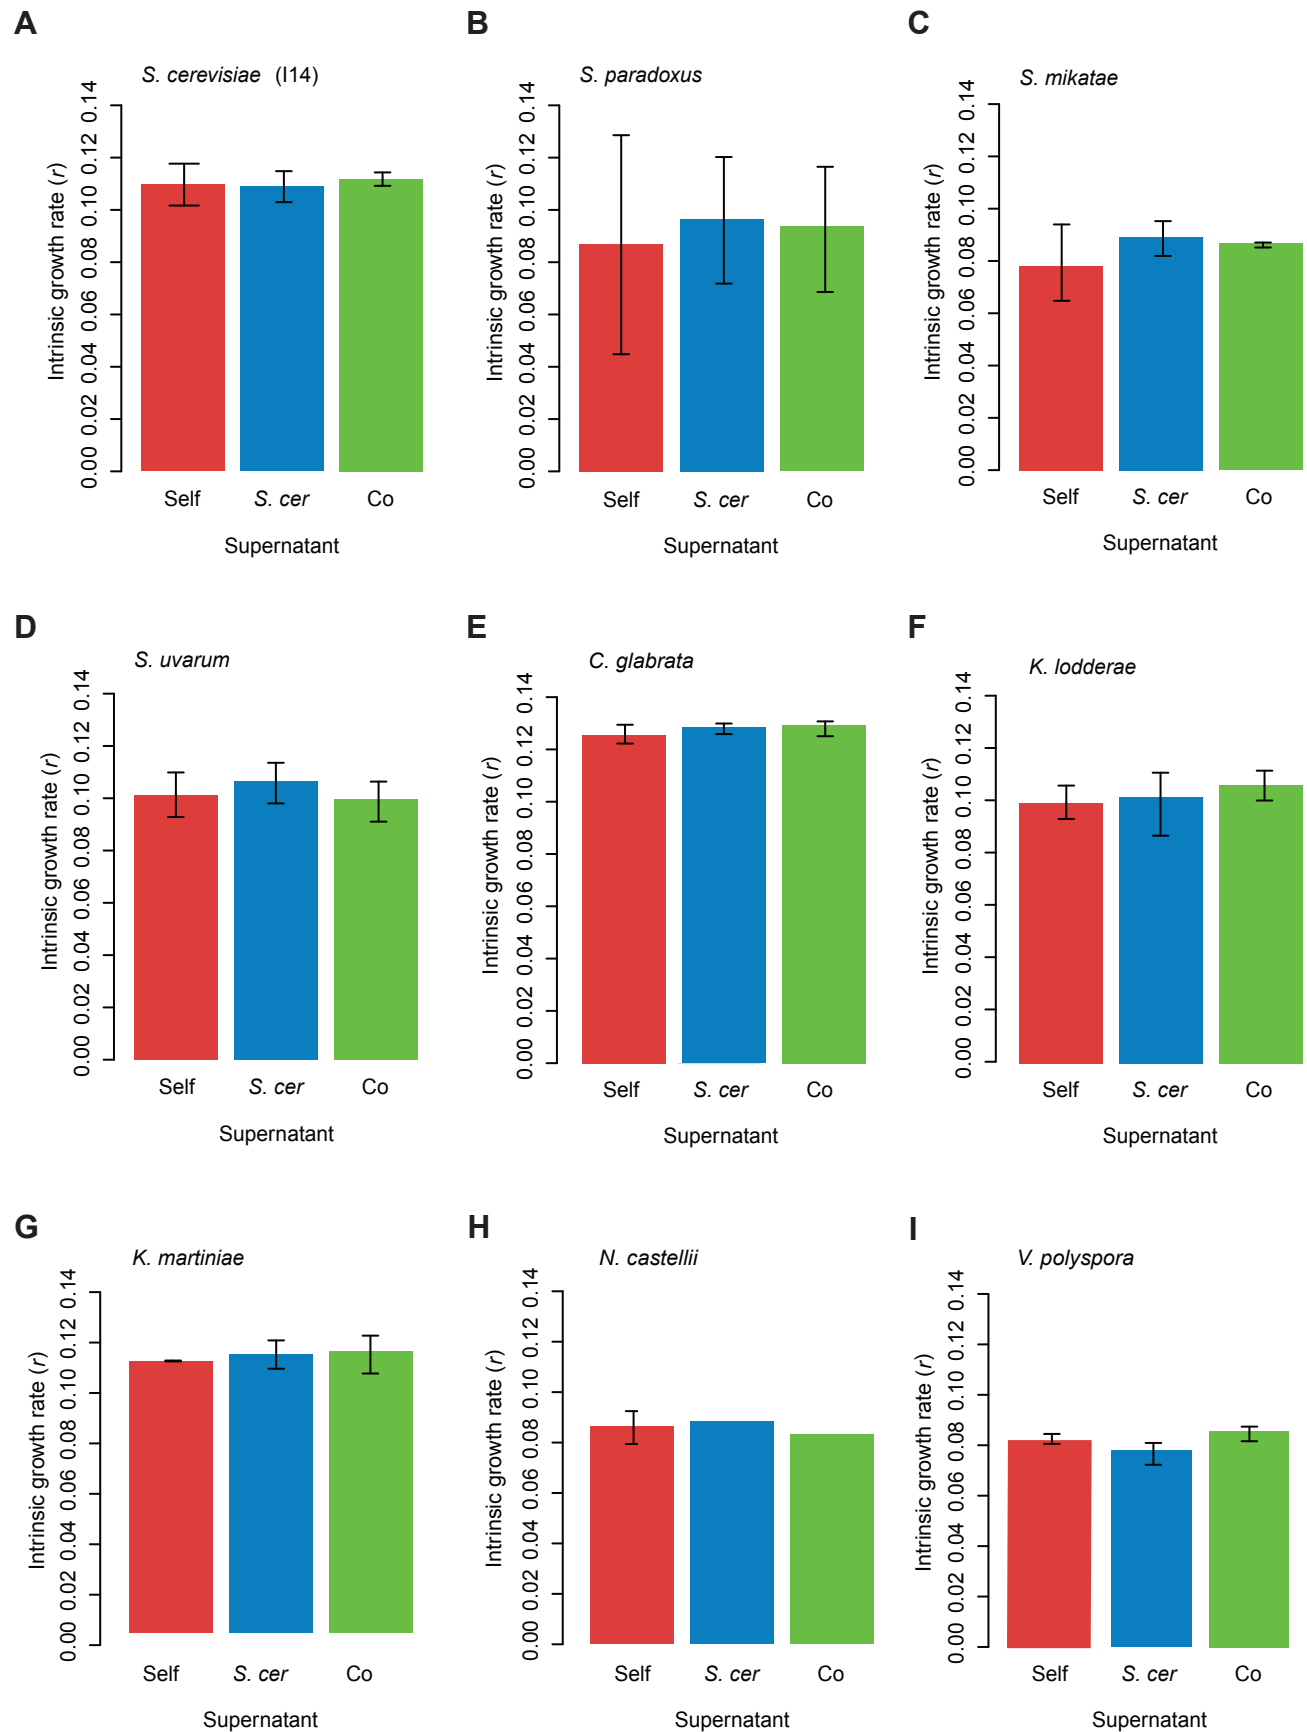 A
S. cerevisiae (I14)
Intrinsic growth rate (r)
0.00 0.02 0.04 0.06 0.08 0.10 0.12 0.14
Self S. cer Co
Supernatant
B
S. paradoxus
Intrinsic growth rate (r)
0.00 0.02 0.04 0.06 0.08 0.10 0.12 0.14
Self S. cer Co
Supernatant
C
S. mikatae
Intrinsic growth rate (r)
0.00 0.02 0.04 0.06 0.08 0.10 0.12 0.14
Self S. cer Co
Supernatant
D
S. uvarum
Intrinsic growth rate (r)
0.00 0.02 0.04 0.06 0.08 0.10 0.12 0.14
Self S. cer Co
Supernatant
E
C. glabrata
Intrinsic growth rate (r)
0.00 0.02 0.04 0.06 0.08 0.10 0.12 0.14
Self S. cer Co
Supernatant
F
K. lodderae
Intrinsic growth rate (r)
0.00 0.02 0.04 0.06 0.08 0.10 0.12 0.14
Self S. cer Co
Supernatant
G
K. martiniae
Intrinsic growth rate (r)
0.00 0.02 0.04 0.06 0.08 0.10 0.12 0.14
Self S. cer Co
Supernatant
H
N. castellii
Intrinsic growth rate (r)
0.00 0.02 0.04 0.06 0.08 0.10 0.12 0.14
Self S. cer Co
Supernatant
I
V. polyspora
Intrinsic growth rate (r)
0.00 0.02 0.04 0.06 0.08 0.10 0.12 0.14
Self S. cer Co
Supernatant